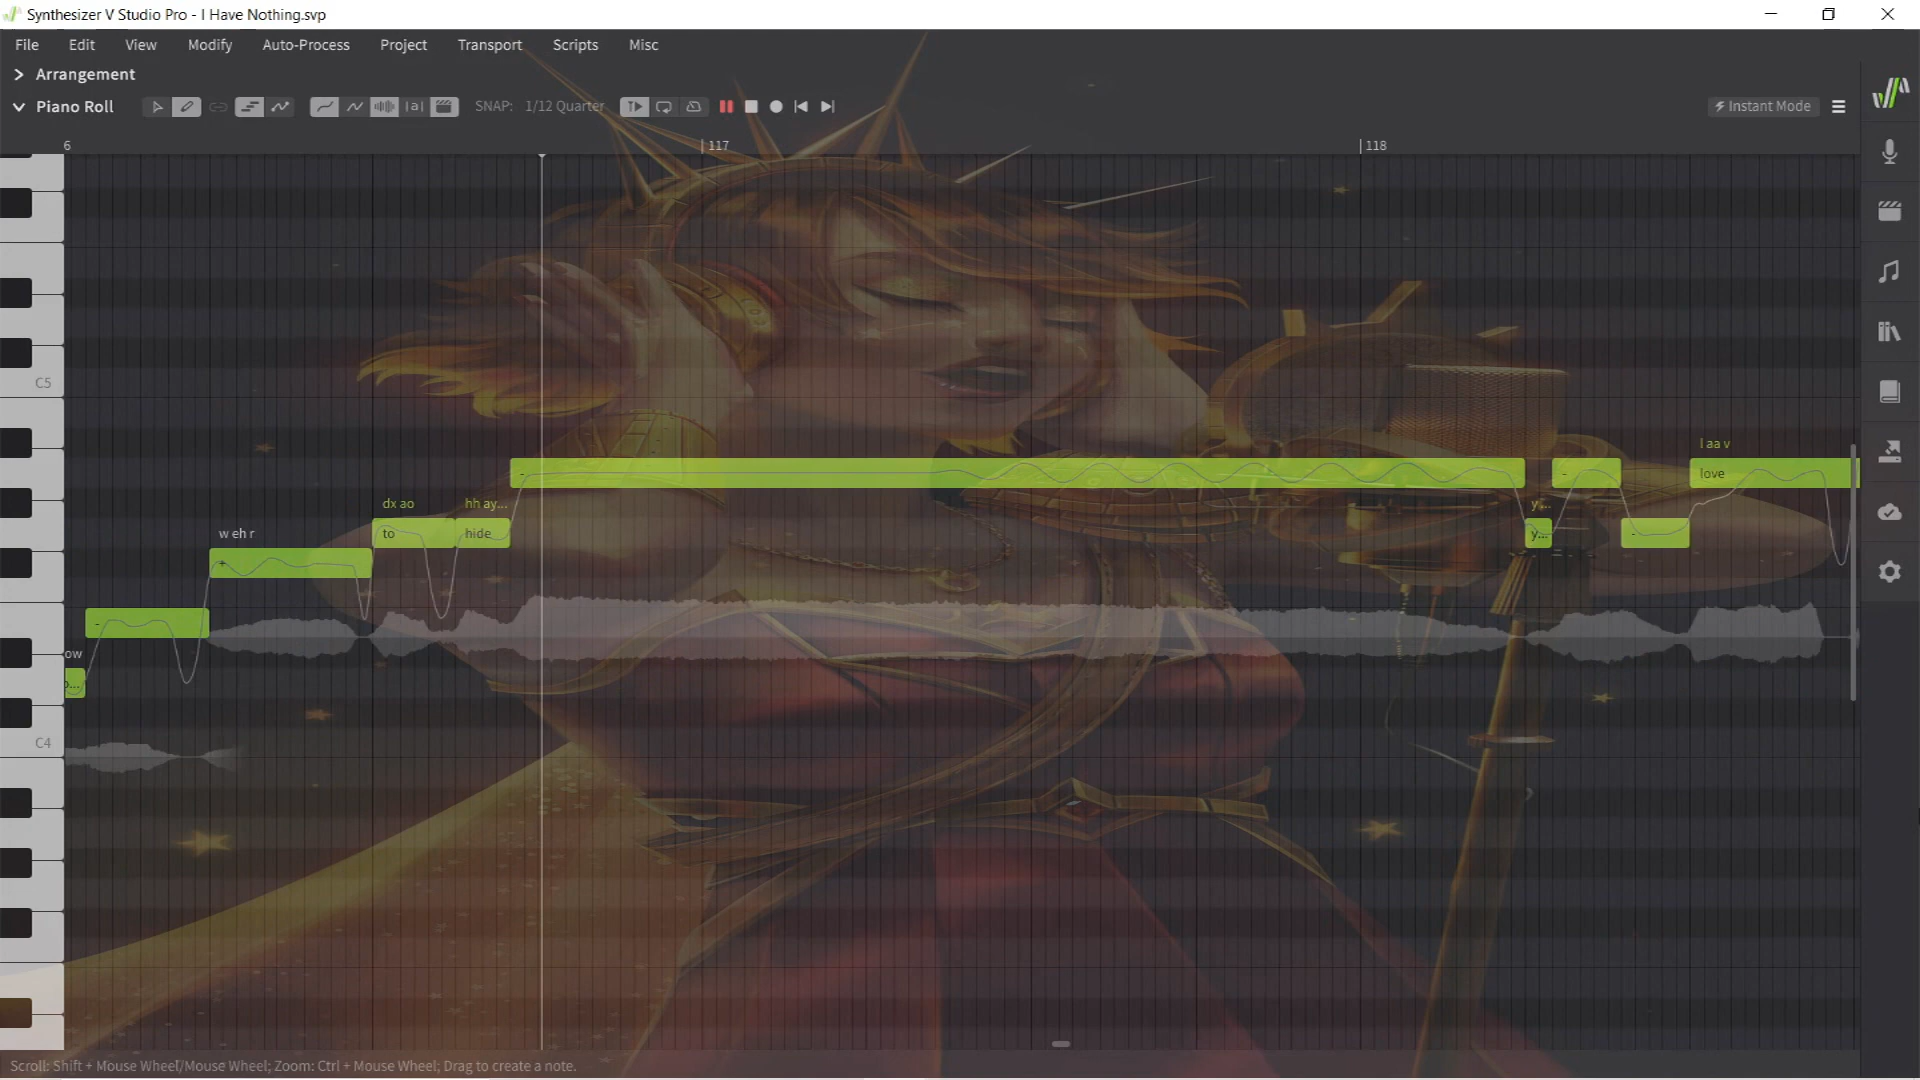 Synthesizer V Studio Pro - I Have Nothing.svp
File Edit View Modify Auto-Process Project Transport Scripts Misc
Arrangement
Piano Roll
SNAP: 1/12 Quarter
Instant Mode
6 117 118
C5
l aa v
- - love
dx ao hh ay... y...
to hide y... -
w eh r
+
-
ow
C4
Scroll: Shift + Mouse Wheel/Mouse Wheel; Zoom: Ctrl + Mouse Wheel; Drag to create a note.